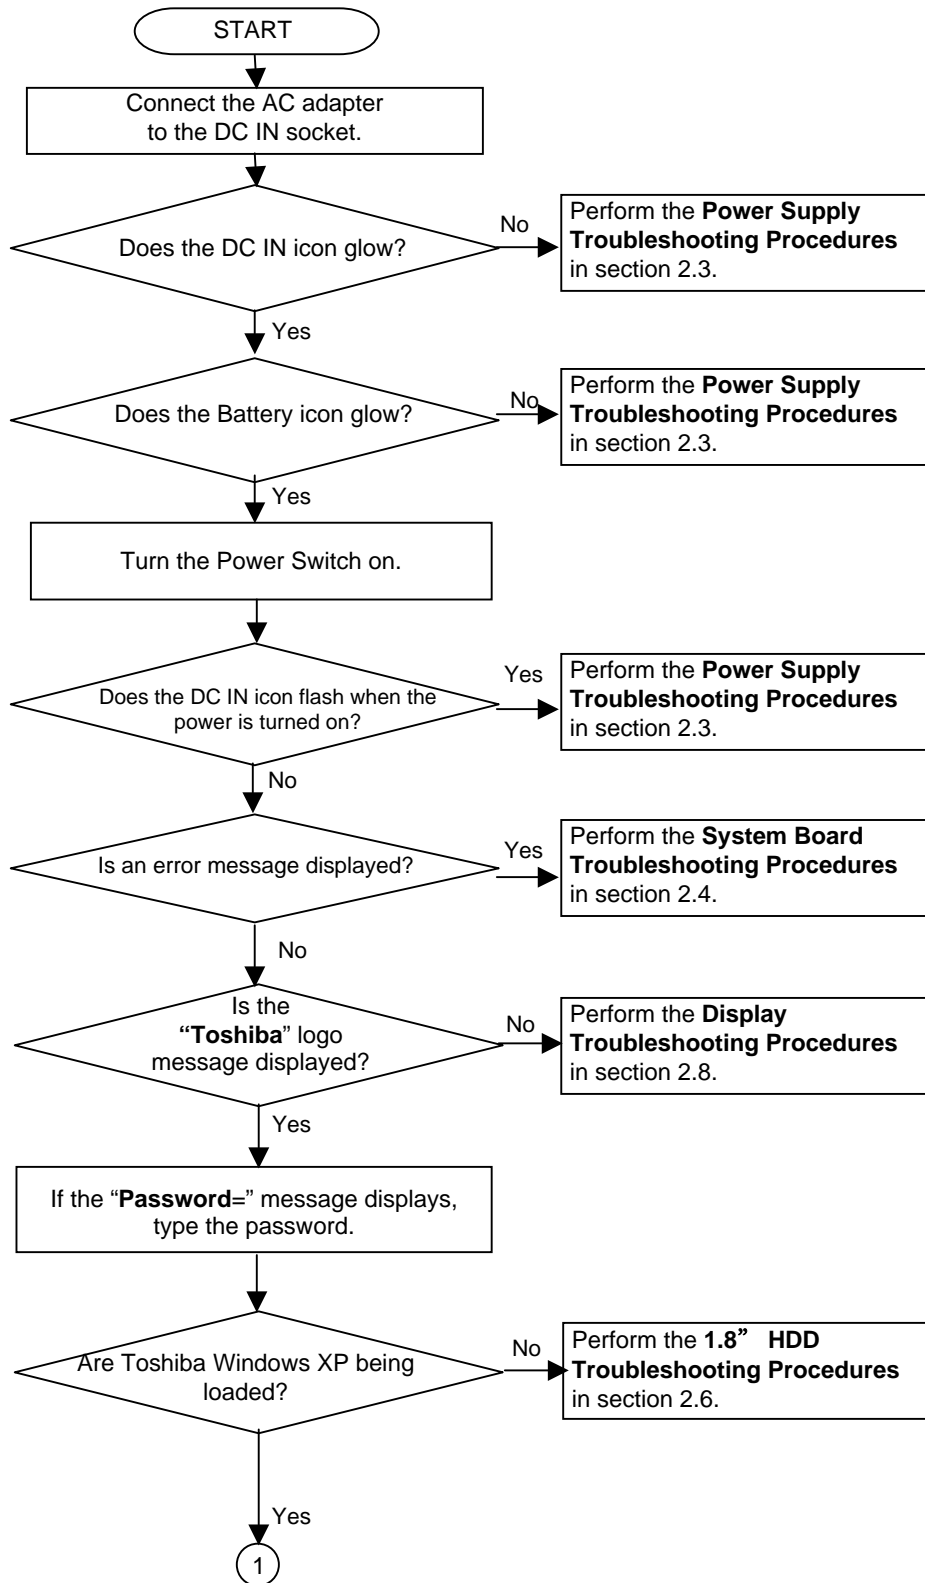 START
Connect the AC adapter
to the DC IN socket.
Does the DC IN icon glow?
No
Perform the Power Supply
Troubleshooting Procedures
in section 2.3.
Yes
Does the Battery icon glow?
No
Perform the Power Supply
Troubleshooting Procedures
in section 2.3.
Yes
Turn the Power Switch on.
Does the DC IN icon flash when the
power is turned on?
Yes
Perform the Power Supply
Troubleshooting Procedures
in section 2.3.
No
Is an error message displayed?
Yes
Perform the System Board
Troubleshooting Procedures
in section 2.4.
No
Is the
“Toshiba” logo
message displayed?
No
Perform the Display
Troubleshooting Procedures
in section 2.8.
Yes
If the “Password=” message displays,
type the password.
Are Toshiba Windows XP being
loaded?
No
Perform the 1.8” HDD
Troubleshooting Procedures
in section 2.6.
Yes
1